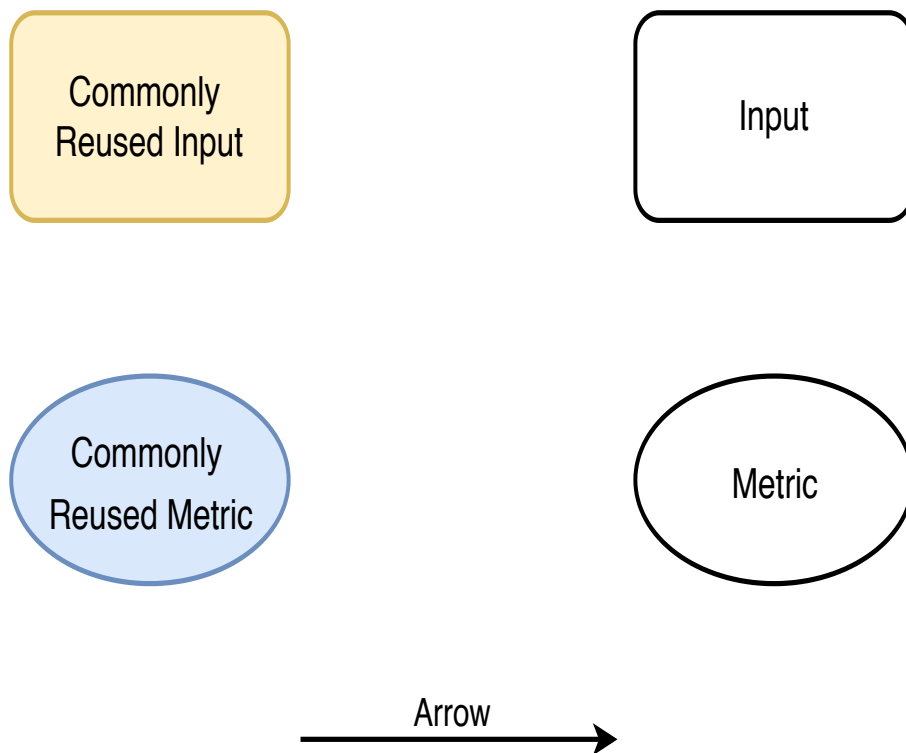 Commonly
Reused Input
Input
Commonly
Reused Metric
Metric
Arrow